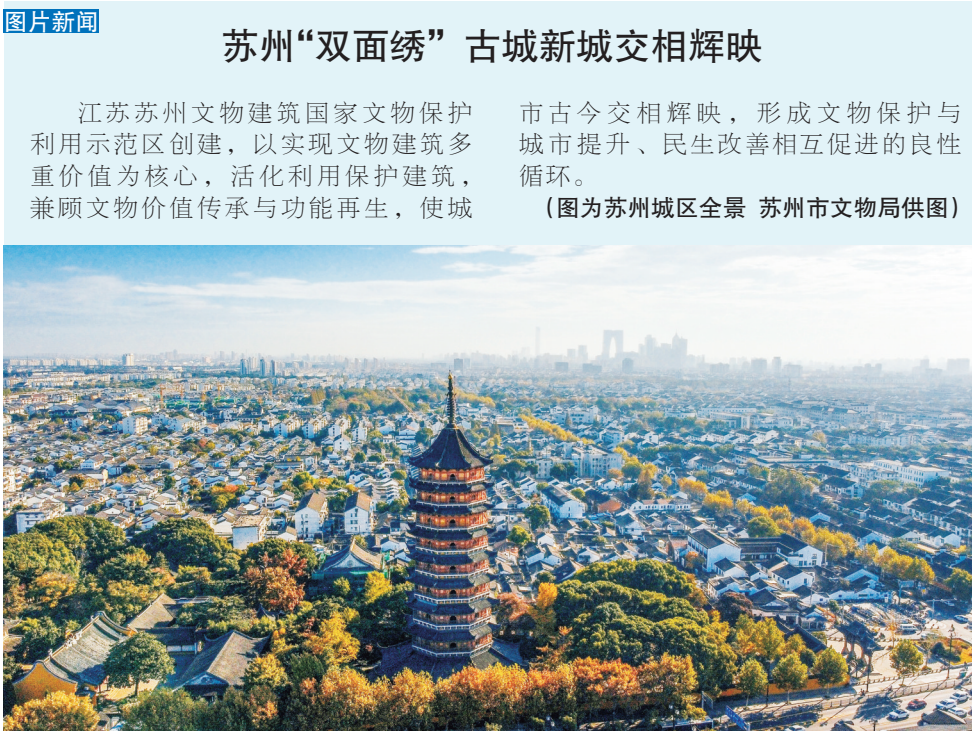 图片新闻
苏州“双面绣” 古城新城交相辉映
江苏苏州文物建筑国家文物保护
利用示范区创建，以实现文物建筑多
重价值为核心，活化利用保护建筑，
兼顾文物价值传承与功能再生，使城
市古今交相辉映，形成文物保护与
城市提升、民生改善相互促进的良性
循环。
（图为苏州城区全景 苏州市文物局供图）